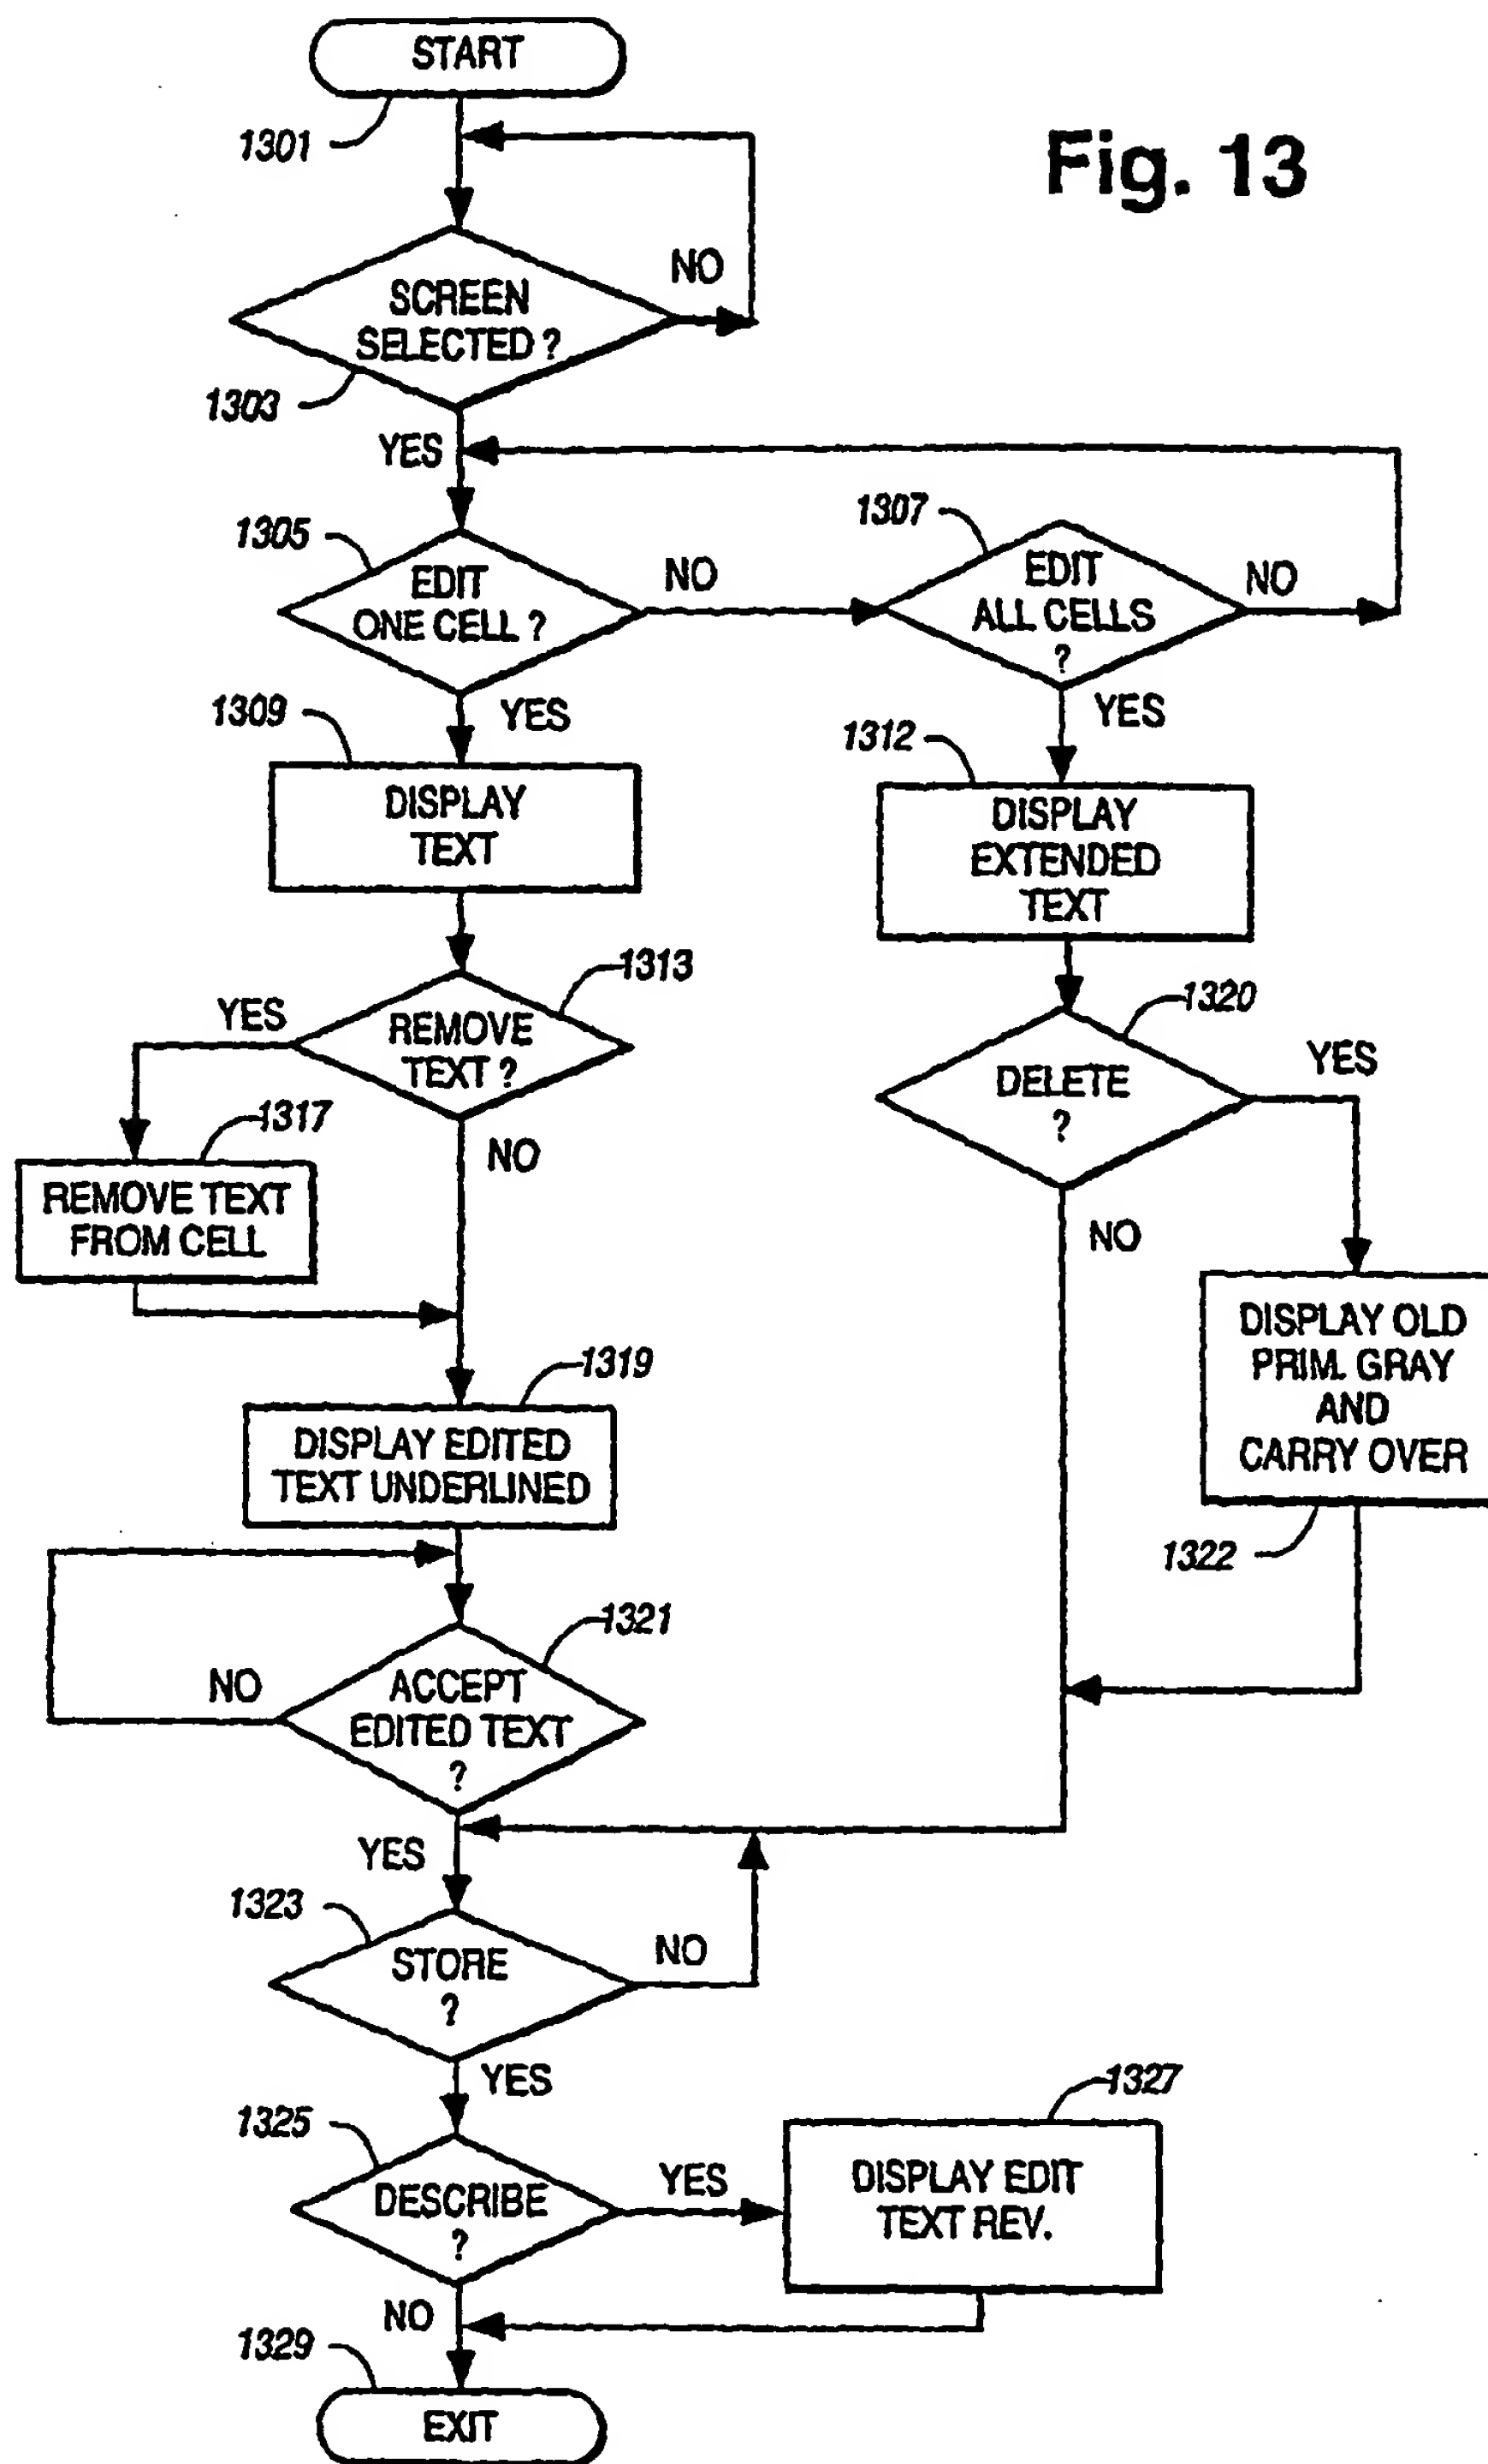 START
1301
Fig. 13
NO
SCREEN
SELECTED ?
1303
YES
1305
EDIT
ONE CELL ?
NO
1307
EDIT
ALL CELLS
?
NO
YES
YES
1309
DISPLAY
TEXT
1312
DISPLAY
EXTENDED
TEXT
1313
YES
REMOVE
TEXT ?
NO
1320
DELETE
?
YES
NO
1317
REMOVE TEXT
FROM CELL
DISPLAY OLD
PRIM. GRAY
AND
CARRY OVER
1322
1319
DISPLAY EDITED
TEXT UNDERLINED
1321
NO
ACCEPT
EDITED TEXT
?
YES
1323
STORE
?
NO
YES
1325
DESCRIBE
?
YES
1327
DISPLAY EDIT
TEXT REV.
NO
1329
EXIT